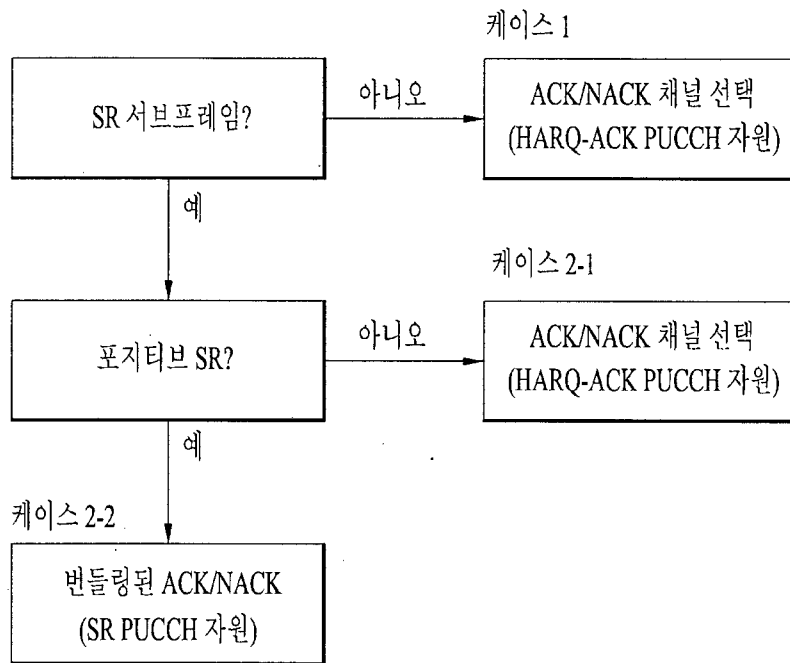 케이스 1
SR 서브프레임?
아니오
ACK/NACK 채널 선택
(HARQ-ACK PUCCH 자원)
예
케이스 2-1
포지티브 SR?
아니오
ACK/NACK 채널 선택
(HARQ-ACK PUCCH 자원)
예
케이스 2-2
번들링된 ACK/NACK
(SR PUCCH 자원)